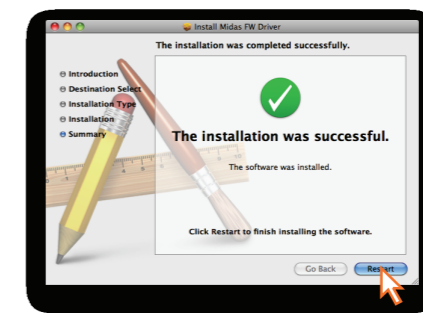 Install Midas FW Driver
The installation was completed successfully.
Introduction
Destination Select
Installation Type
Installation
Summary
The installation was successful.
The software was installed.
Click Restart to finish installing the software.
Go Back
Restart